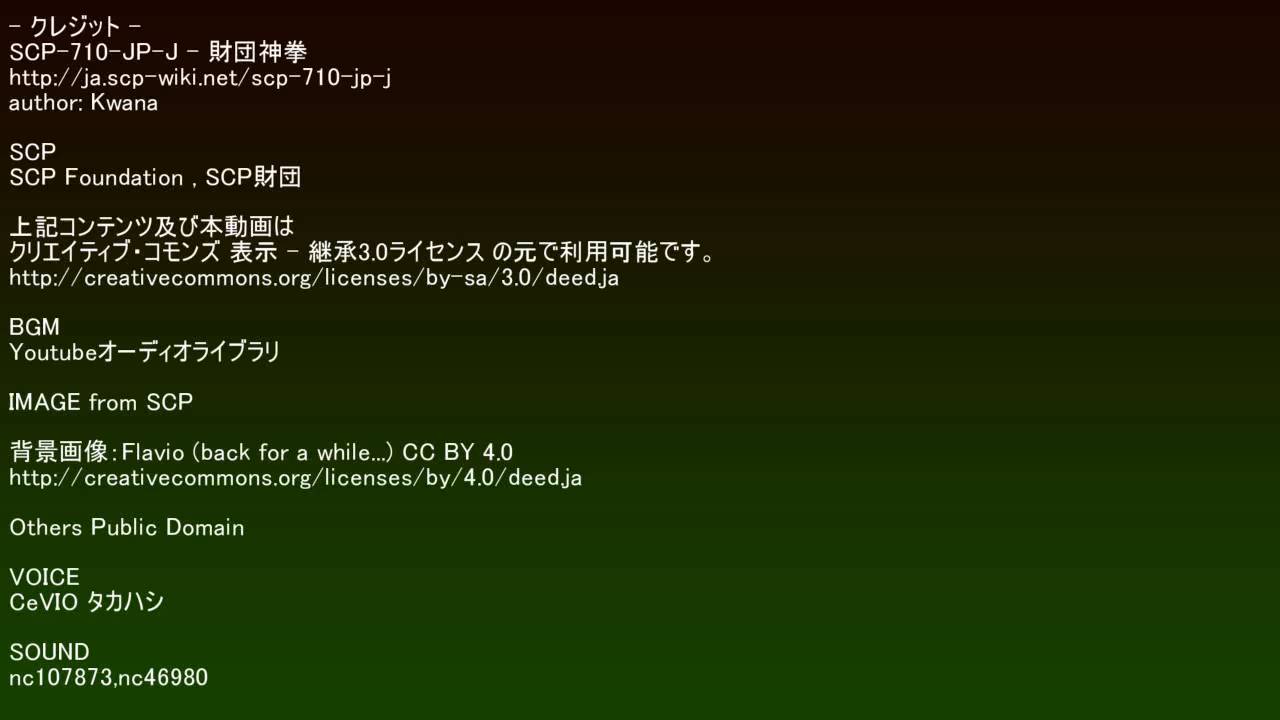 - クレジット -
SCP-710-JP-J - 財団神拳
http://ja.scp-wiki.net/scp-710-jp-j
author: Kwana
SCP
SCP Foundation , SCP財団
上記コンテンツ及び本動画は
クリエイティブ・コモンズ 表示 - 継承3.0ライセンス の元で利用可能です。
http://creativecommons.org/licenses/by-sa/3.0/deed.ja
BGM
Youtubeオーディオライブラリ
IMAGE from SCP
背景画像：Flavio (back for a while...) CC BY 4.0
http://creativecommons.org/licenses/by/4.0/deed.ja
Others Public Domain
VOICE
CeVIO タカハシ
SOUND
nc107873,nc46980